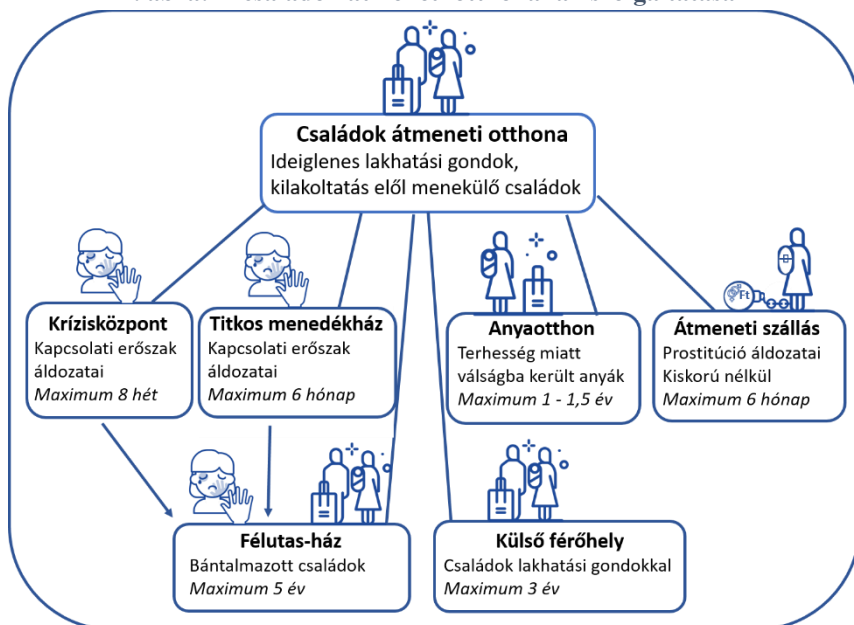 Családok átmeneti otthona
Ideiglenes lakhatási gondok,
kilakoltatás elől menekülő családok
Krízisközpont
Kapcsolati erőszak
áldozatai
Maximum 8 hét
Titkos menedékház
Kapcsolati erőszak
áldozatai
Maximum 6 hónap
Anyaotthon
Terhesség miatt
válságba került anyák
Maximum 1 - 1,5 év
Ft
Átmeneti szállás
Prostitúció áldozatai
Kiskorú nélkül
Maximum 6 hónap
Félutas-ház
Bántalmazott családok
Maximum 5 év
Külső férőhely
Családok lakhatási gondokkal
Maximum 3 év